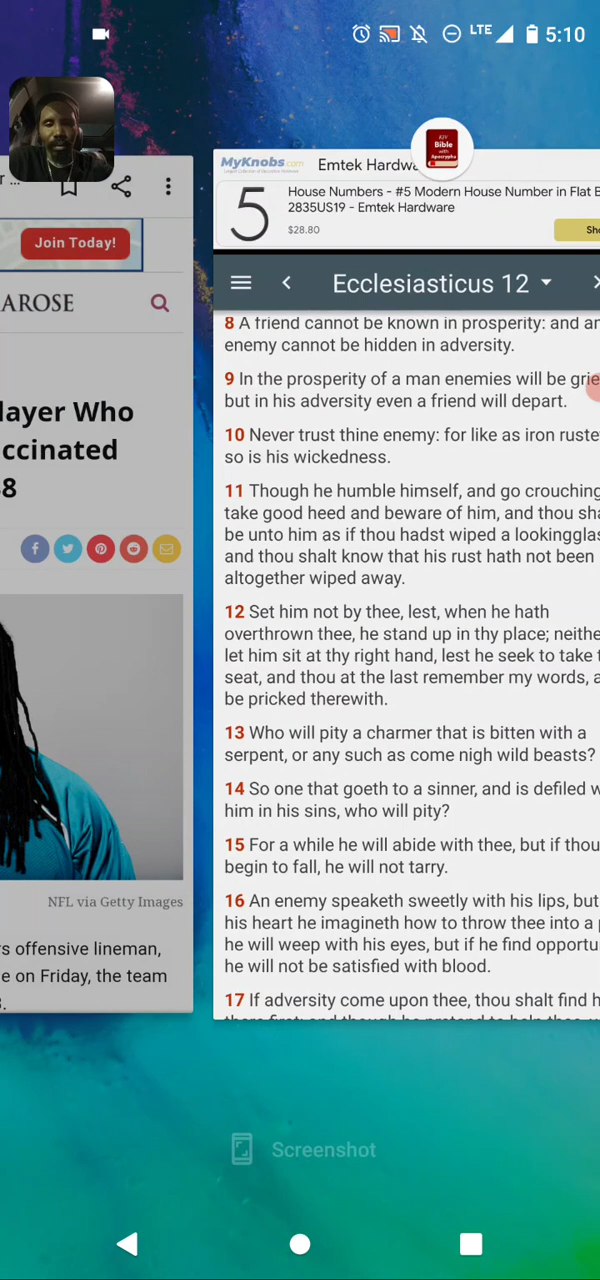 LTE 5:10
r ...
Join Today!
AROSE
layer Who
ccinated
8
NFL via Getty Images
rs offensive lineman,
e on Friday, the team
3.
KJV
Bible
with
Apocrypha
MyKnobs.com
Emtek Hardwa
5
House Numbers - #5 Modern House Number in Flat B
2835US19 - Emtek Hardware
$28.80
Sho
Ecclesiasticus 12
8 A friend cannot be known in prosperity: and an
enemy cannot be hidden in adversity.
9 In the prosperity of a man enemies will be grie
but in his adversity even a friend will depart.
10 Never trust thine enemy: for like as iron ruste
so is his wickedness.
11 Though he humble himself, and go crouching
take good heed and beware of him, and thou sha
be unto him as if thou hadst wiped a lookingglas
and thou shalt know that his rust hath not been
altogether wiped away.
12 Set him not by thee, lest, when he hath
overthrown thee, he stand up in thy place; neithe
let him sit at thy right hand, lest he seek to take t
seat, and thou at the last remember my words, a
be pricked therewith.
13 Who will pity a charmer that is bitten with a
serpent, or any such as come nigh wild beasts?
14 So one that goeth to a sinner, and is defiled w
him in his sins, who will pity?
15 For a while he will abide with thee, but if thou
begin to fall, he will not tarry.
16 An enemy speaketh sweetly with his lips, but
his heart he imagineth how to throw thee into a p
he will weep with his eyes, but if he find opportu
he will not be satisfied with blood.
17 If adversity come upon thee, thou shalt find h
Screenshot